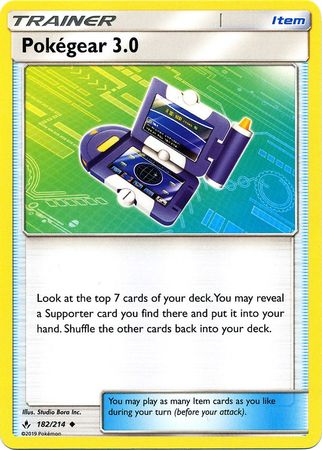 TRAINER
Item
Pokégear 3.0
Look at the top 7 cards of your deck. You may reveal
a Supporter card you find there and put it into your
hand. Shuffle the other cards back into your deck.
Illus. Studio Bora Inc.
182/214
©2019 Pokémon
You may play as many Item cards as you like
during your turn (before your attack).